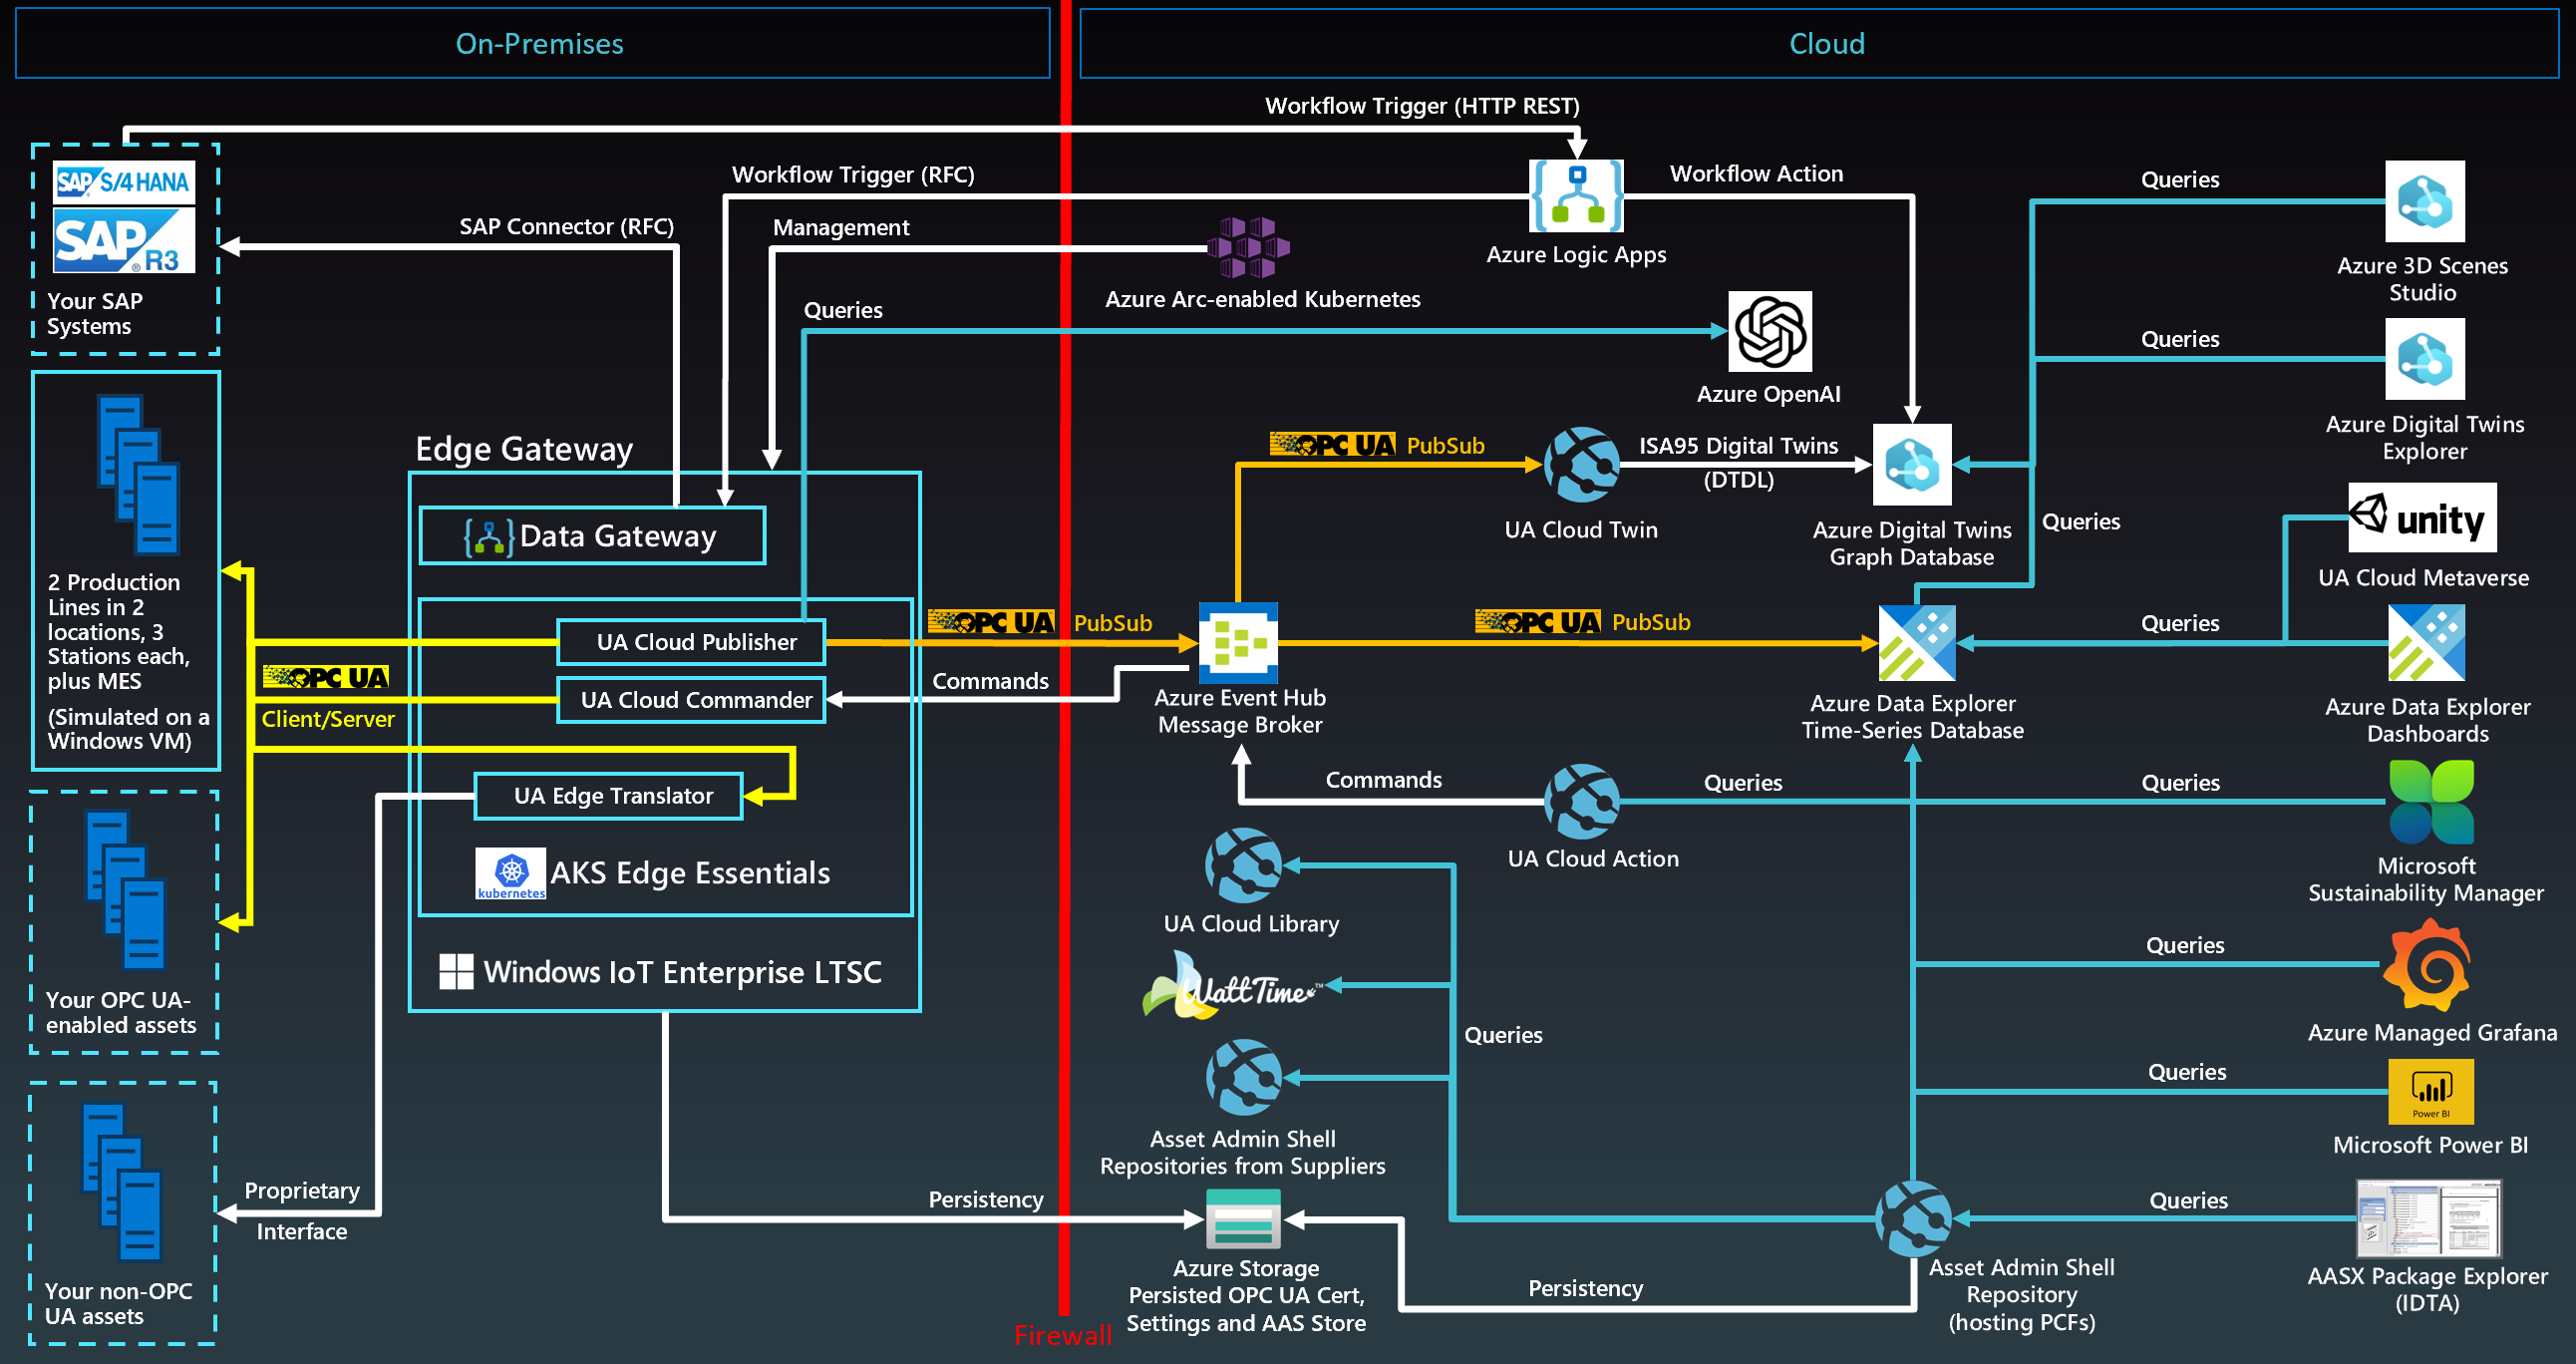 On-Premises
Cloud
Workflow Trigger (HTTP REST)
SAP S/4 HANA
SAP
® R3
Your SAP
Systems
SAP Connector (RFC)
Workflow Trigger (RFC)
Management
Queries
Azure Arc-enabled Kubernetes
Azure Logic Apps
Workflow Action
Azure OpenAI
Queries
Azure 3D Scenes
Studio
Queries
Azure Digital Twins
Explorer
2 Production
Lines in 2
locations, 3
Stations each,
plus MES
(Simulated on a
Windows VM)
Edge Gateway
Data Gateway
UA Cloud Publisher
UA Cloud Commander
UA Edge Translator
kubernetes
AKS Edge Essentials
Windows IoT Enterprise LTSC
OPC UA
Client/Server
OPC UA PubSub
Commands
OPC UA PubSub
UA Cloud Twin
ISA95 Digital Twins
(DTDL)
Azure Digital Twins
Graph Database
Queries
unity
UA Cloud Metaverse
Azure Event Hub
Message Broker
OPC UA PubSub
Azure Data Explorer
Time-Series Database
Queries
Azure Data Explorer
Dashboards
Commands
UA Cloud Action
Queries
Queries
Microsoft
Sustainability Manager
UA Cloud Library
WattTime™
Queries
Queries
Azure Managed Grafana
Your OPC UA-
enabled assets
Asset Admin Shell
Repositories from Suppliers
Queries
Power BI
Microsoft Power BI
Proprietary
Interface
Your non-OPC
UA assets
Persistency
Azure Storage
Persisted OPC UA Cert,
Settings and AAS Store
Firewall
Persistency
Asset Admin Shell
Repository
(hosting PCFs)
Queries
AASX Package Explorer
(IDTA)